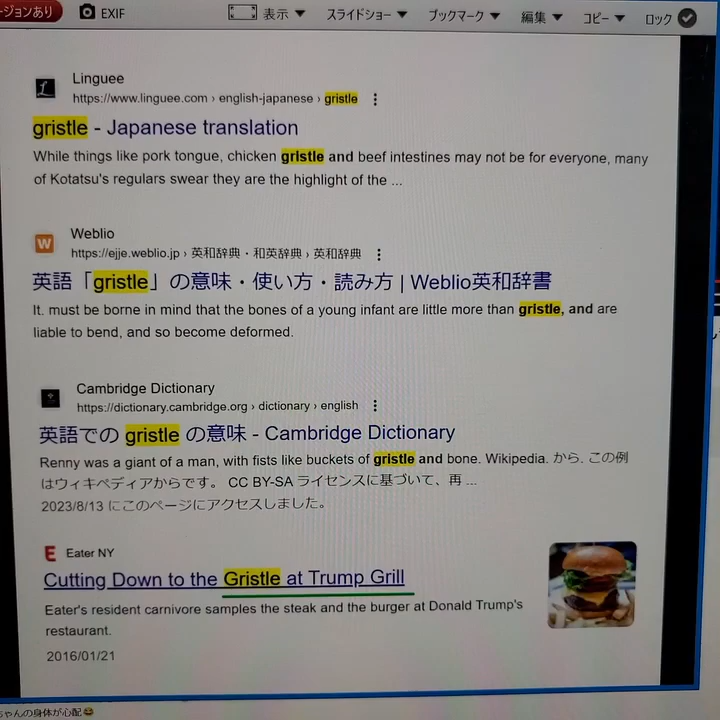 ージョンあり EXIF 表示 スライドショー ブックマーク 編集 コピー ロック
Linguee
https://www.linguee.com › english-japanese › gristle
gristle - Japanese translation
While things like pork tongue, chicken gristle and beef intestines may not be for everyone, many
of Kotatsu's regulars swear they are the highlight of the ...
Weblio
https://ejje.weblio.jp › 英和辞典・和英辞典 › 英和辞典
英語「gristle」の意味・使い方・読み方 | Weblio英和辞書
It. must be borne in mind that the bones of a young infant are little more than gristle, and are
liable to bend, and so become deformed.
Cambridge Dictionary
https://dictionary.cambridge.org › dictionary › english
英語での gristle の意味 - Cambridge Dictionary
Renny was a giant of a man, with fists like buckets of gristle and bone. Wikipedia. から. この例
はウィキペディアからです。 CC BY-SA ライセンスに基づいて、再 ...
2023/8/13 にこのページにアクセスしました。
Eater NY
Cutting Down to the Gristle at Trump Grill
Eater's resident carnivore samples the steak and the burger at Donald Trump's
restaurant.
2016/01/21
ちゃんの身体が心配😂